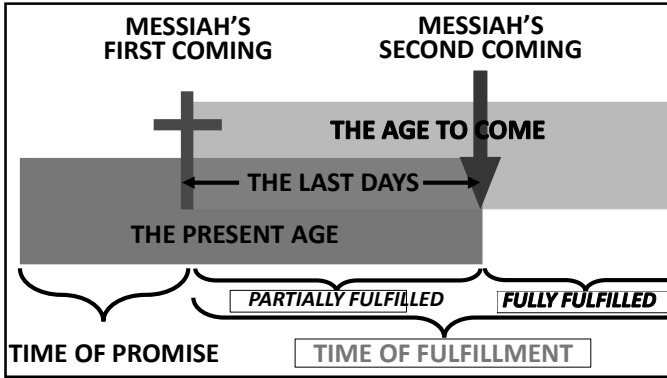 MESSIAH'S
FIRST COMING
MESSIAH'S
SECOND COMING
THE AGE TO COME
THE LAST DAYS
THE PRESENT AGE
PARTIALLY FULFILLED
FULLY FULFILLED
TIME OF PROMISE
TIME OF FULFILLMENT